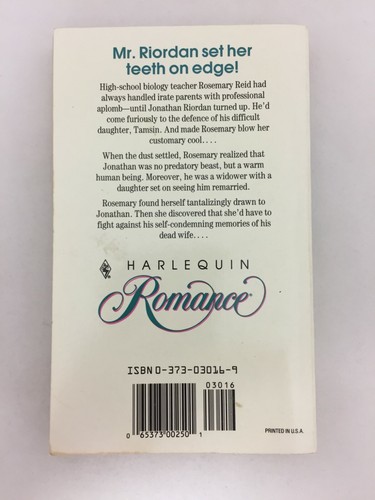 Mr. Riordan set her
teeth on edge!
High-school biology teacher Rosemary Reid had
always handled irate parents with professional
aplomb—until Jonathan Riordan turned up. He'd
come furiously to the defence of his difficult
daughter, Tamsin. And made Rosemary blow her
customary cool. . . .
When the dust settled, Rosemary realized that
Jonathan was no predatory beast, but a warm
human being. Moreover, he was a widower with a
daughter set on seeing him remarried.
Rosemary found herself tantalizingly drawn to
Jonathan. Then she discovered that she'd have to
fight against his self-condemning memories of his
dead wife. . . .
HARLEQUIN
Romance
ISBN 0-373-03016-9
03016
0 65373 00250 1
PRINTED IN U.S.A.